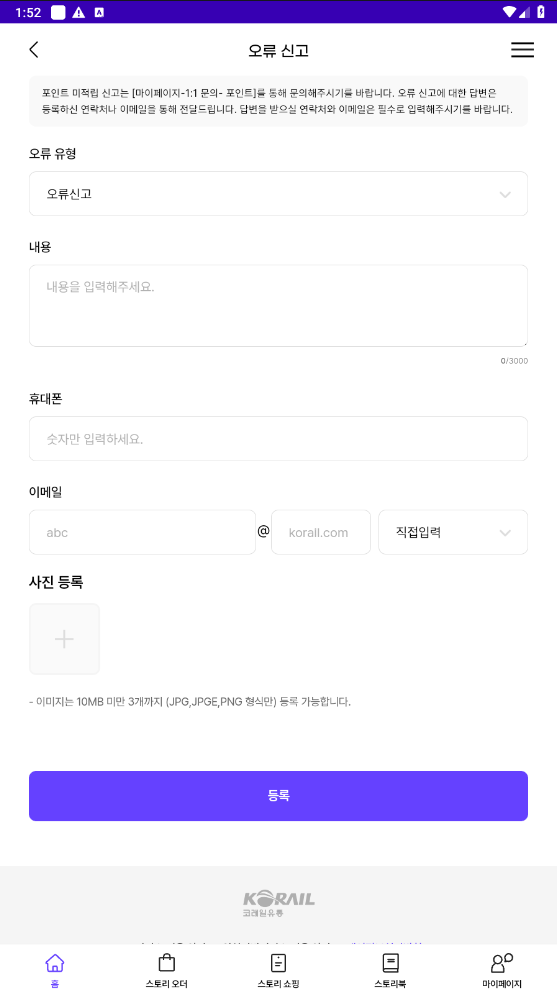 1:52
오류 신고
포인트 미적립 신고는 [마이페이지-1:1 문의- 포인트]를 통해 문의해주시기를 바랍니다. 오류 신고에 대한 답변은
등록하신 연락처나 이메일을 통해 전달드립니다. 답변을 받으실 연락처와 이메일은 필수로 입력해주시기를 바랍니다.
오류 유형
오류신고
내용
내용을 입력해주세요.
0/3000
휴대폰
숫자만 입력하세요.
이메일
abc @ korail.com 직접입력
사진 등록
- 이미지는 10MB 미만 3개까지 (JPG,JPGE,PNG 형식만) 등록 가능합니다.
등록
KORAIL
코레일유통
홈 스토리 오더 스토리 쇼핑 스토리북 마이페이지